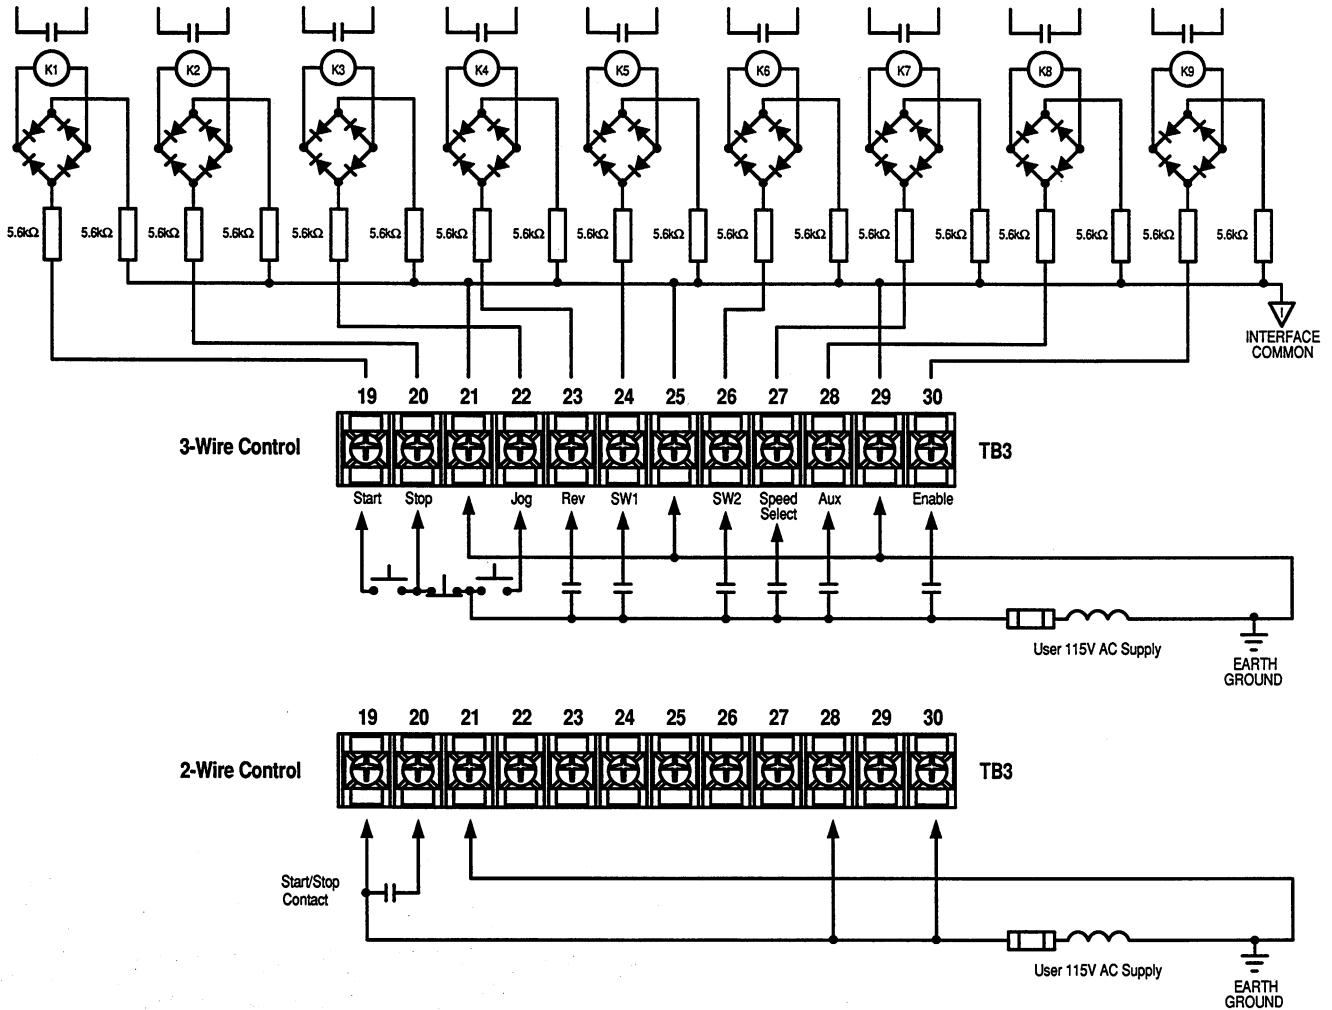 K1 K2 K3 K4 K5 K6 K7 K8 K9
5.6kΩ 5.6kΩ 5.6kΩ 5.6kΩ 5.6kΩ 5.6kΩ 5.6kΩ 5.6kΩ 5.6kΩ 5.6kΩ 5.6kΩ 5.6kΩ 5.6kΩ 5.6kΩ 5.6kΩ 5.6kΩ 5.6kΩ 5.6kΩ
I
INTERFACE
COMMON
19 20 21 22 23 24 25 26 27 28 29 30
3-Wire Control TB3
Start Stop Jog Rev SW1 SW2 Speed Aux Enable
Select
User 115V AC Supply
EARTH
GROUND
19 20 21 22 23 24 25 26 27 28 29 30
2-Wire Control TB3
Start/Stop
Contact
User 115V AC Supply
EARTH
GROUND